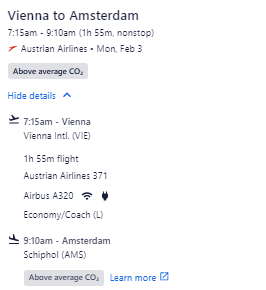 Vienna to Amsterdam
7:15am - 9:10am (1h 55m, nonstop)
Austrian Airlines • Mon, Feb 3
Above average CO₂
Hide details
7:15am - Vienna
Vienna Intl. (VIE)
1h 55m flight
Austrian Airlines 371
Airbus A320
Economy/Coach (L)
9:10am - Amsterdam
Schiphol (AMS)
Above average CO₂ Learn more